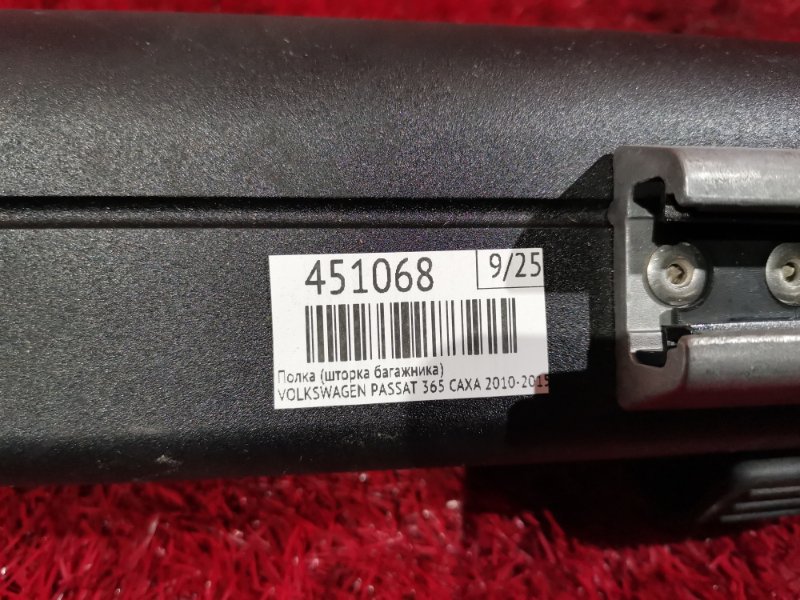 451068 9/25
Полка (шторка багажника)
VOLKSWAGEN PASSAT 365 CAXA 2010-2015